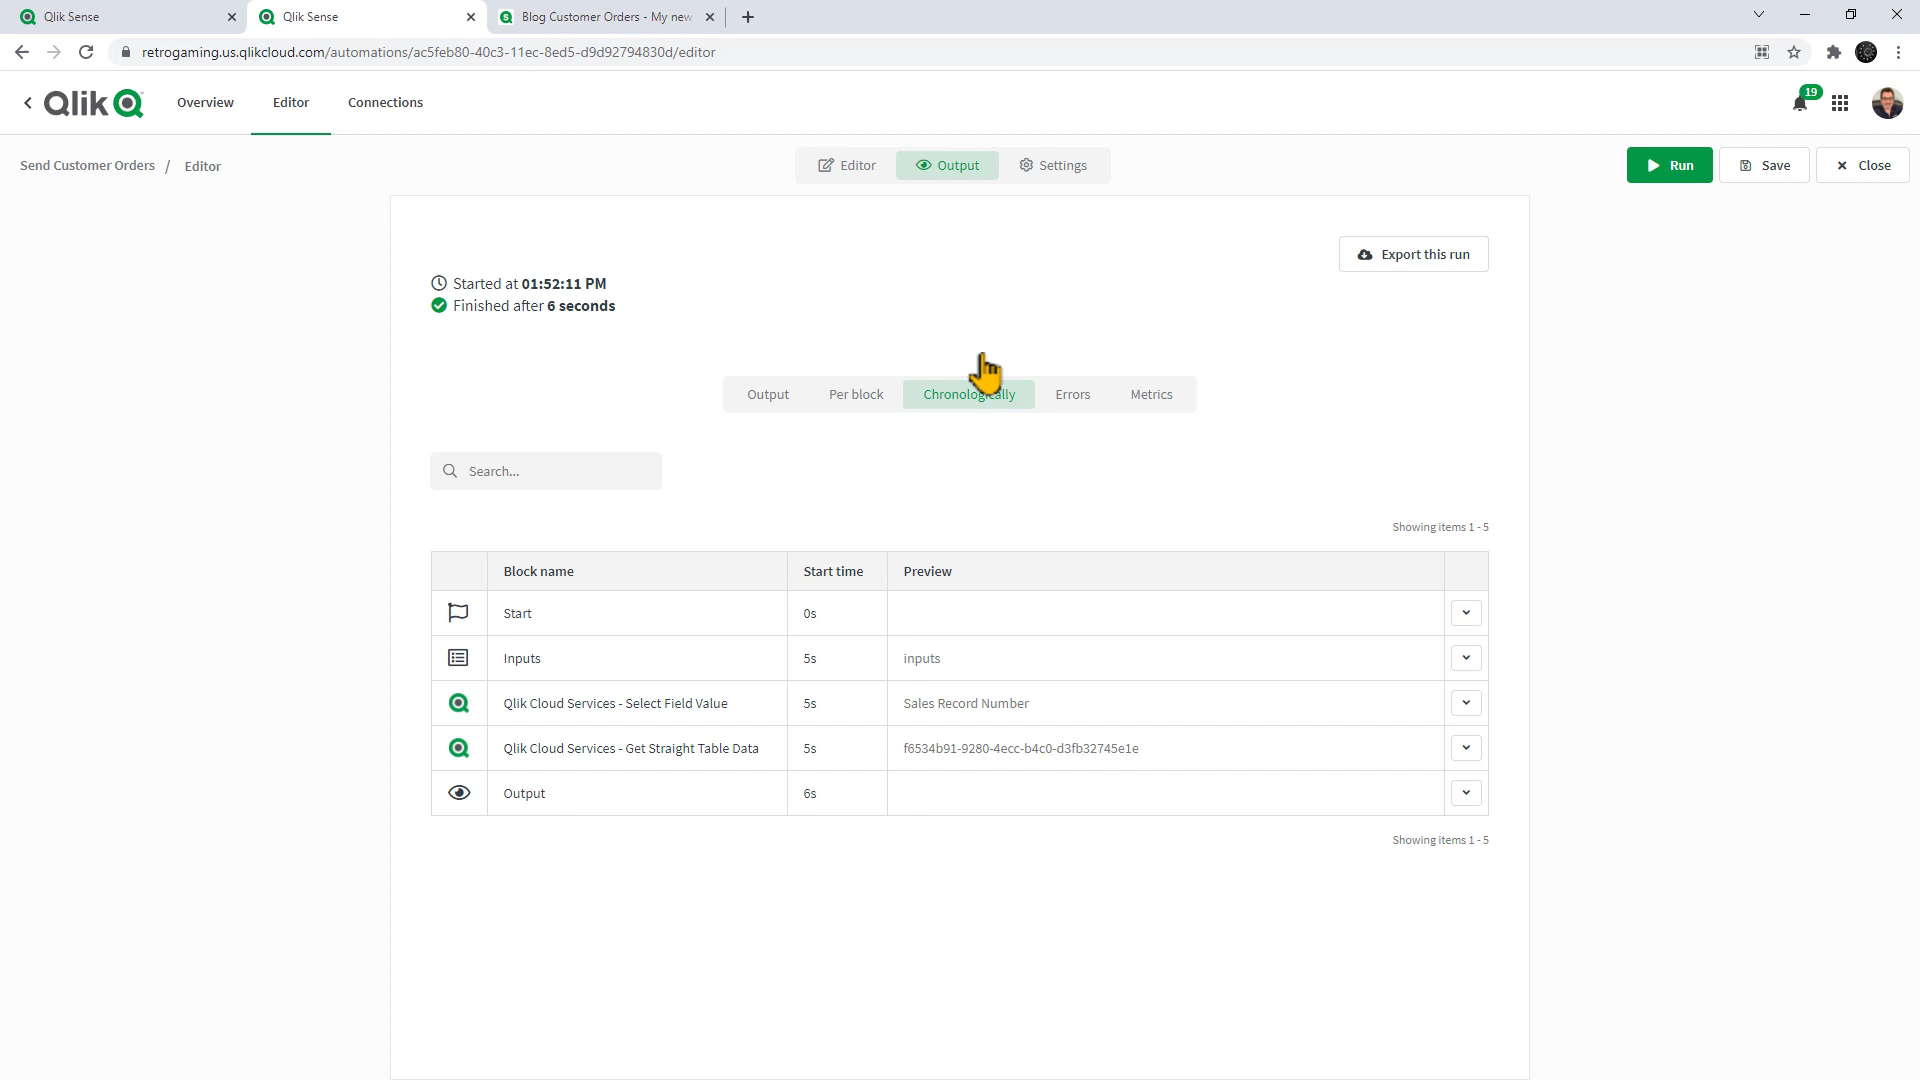 Qlik Sense
Qlik Sense
Blog Customer Orders - My new
retrogaming.us.qlikcloud.com/automations/ac5feb80-40c3-11ec-8ed5-d9d92794830d/editor
Qlik
Overview
Editor
Connections
19
Send Customer Orders / Editor
Editor
Output
Settings
Run
Save
Close
Export this run
Started at 01:52:11 PM
Finished after 6 seconds
Output
Per block
Chronologically
Errors
Metrics
Search...
Showing items 1 - 5
Block name Start time Preview
Start 0s
Inputs 5s inputs
Qlik Cloud Services - Select Field Value 5s Sales Record Number
Qlik Cloud Services - Get Straight Table Data 5s f6534b91-9280-4ecc-b4c0-d3fb32745e1e
Output 6s
Showing items 1 - 5